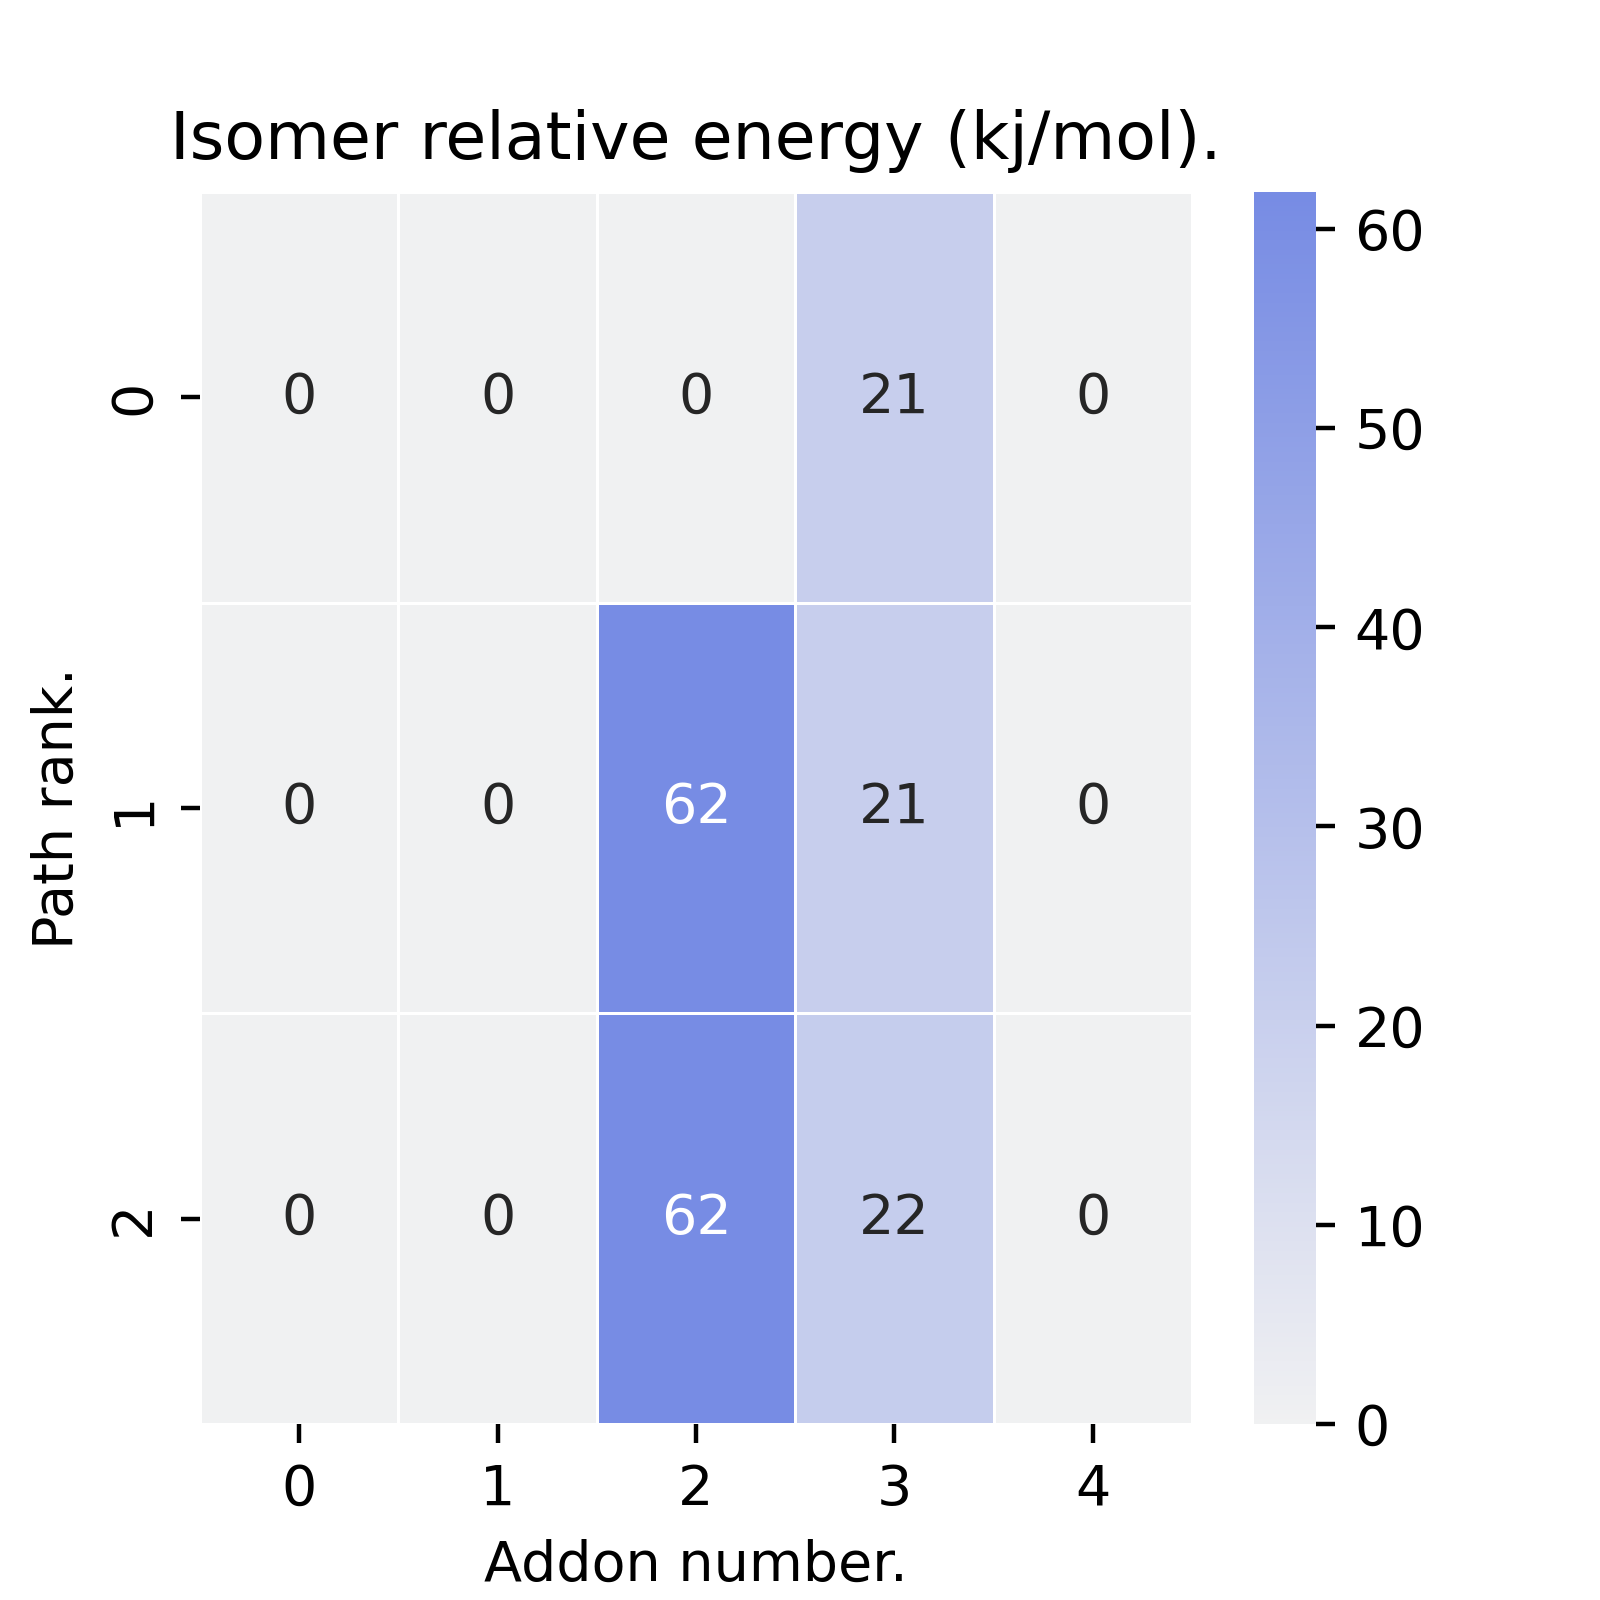 Isomer relative energy (kj/mol).
0 0 0 0 21 0
1 0 0 62 21 0
2 0 0 62 22 0
Path rank.
0 1 2 3 4
Addon number.
60
50
40
30
20
10
0